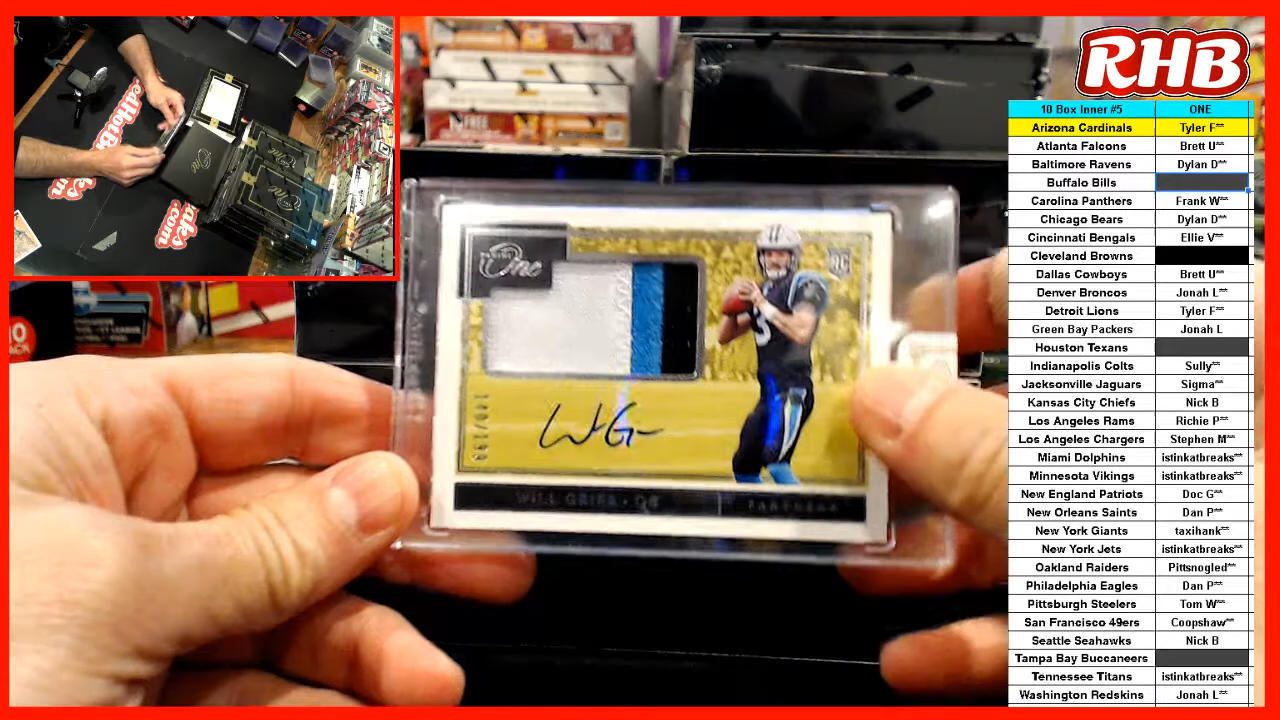 RHB
10 Box Inner #5 ONE
Arizona Cardinals Tyler F**
Atlanta Falcons Brett U**
Baltimore Ravens Dylan D**
Buffalo Bills
Carolina Panthers Frank W**
Chicago Bears Dylan D**
Cincinnati Bengals Ellie V**
Cleveland Browns
Dallas Cowboys Brett U**
Denver Broncos Jonah L**
Detroit Lions Tyler F**
Green Bay Packers Jonah L
Houston Texans
Indianapolis Colts Sully**
Jacksonville Jaguars Sigma**
Kansas City Chiefs Nick B
Los Angeles Rams Richie P**
Los Angeles Chargers Stephen M**
Miami Dolphins istinkatbreaks**
Minnesota Vikings istinkatbreaks**
New England Patriots Doc G**
New Orleans Saints Dan P**
New York Giants taxihank**
New York Jets istinkatbreaks**
Oakland Raiders Pittsnogled**
Philadelphia Eagles Dan P**
Pittsburgh Steelers Tom W**
San Francisco 49ers Coopshaw**
Seattle Seahawks Nick B
Tampa Bay Buccaneers
Tennessee Titans istinkatbreaks**
Washington Redskins Jonah L**
One
RC
WILL GRIER • QB PANTHERS